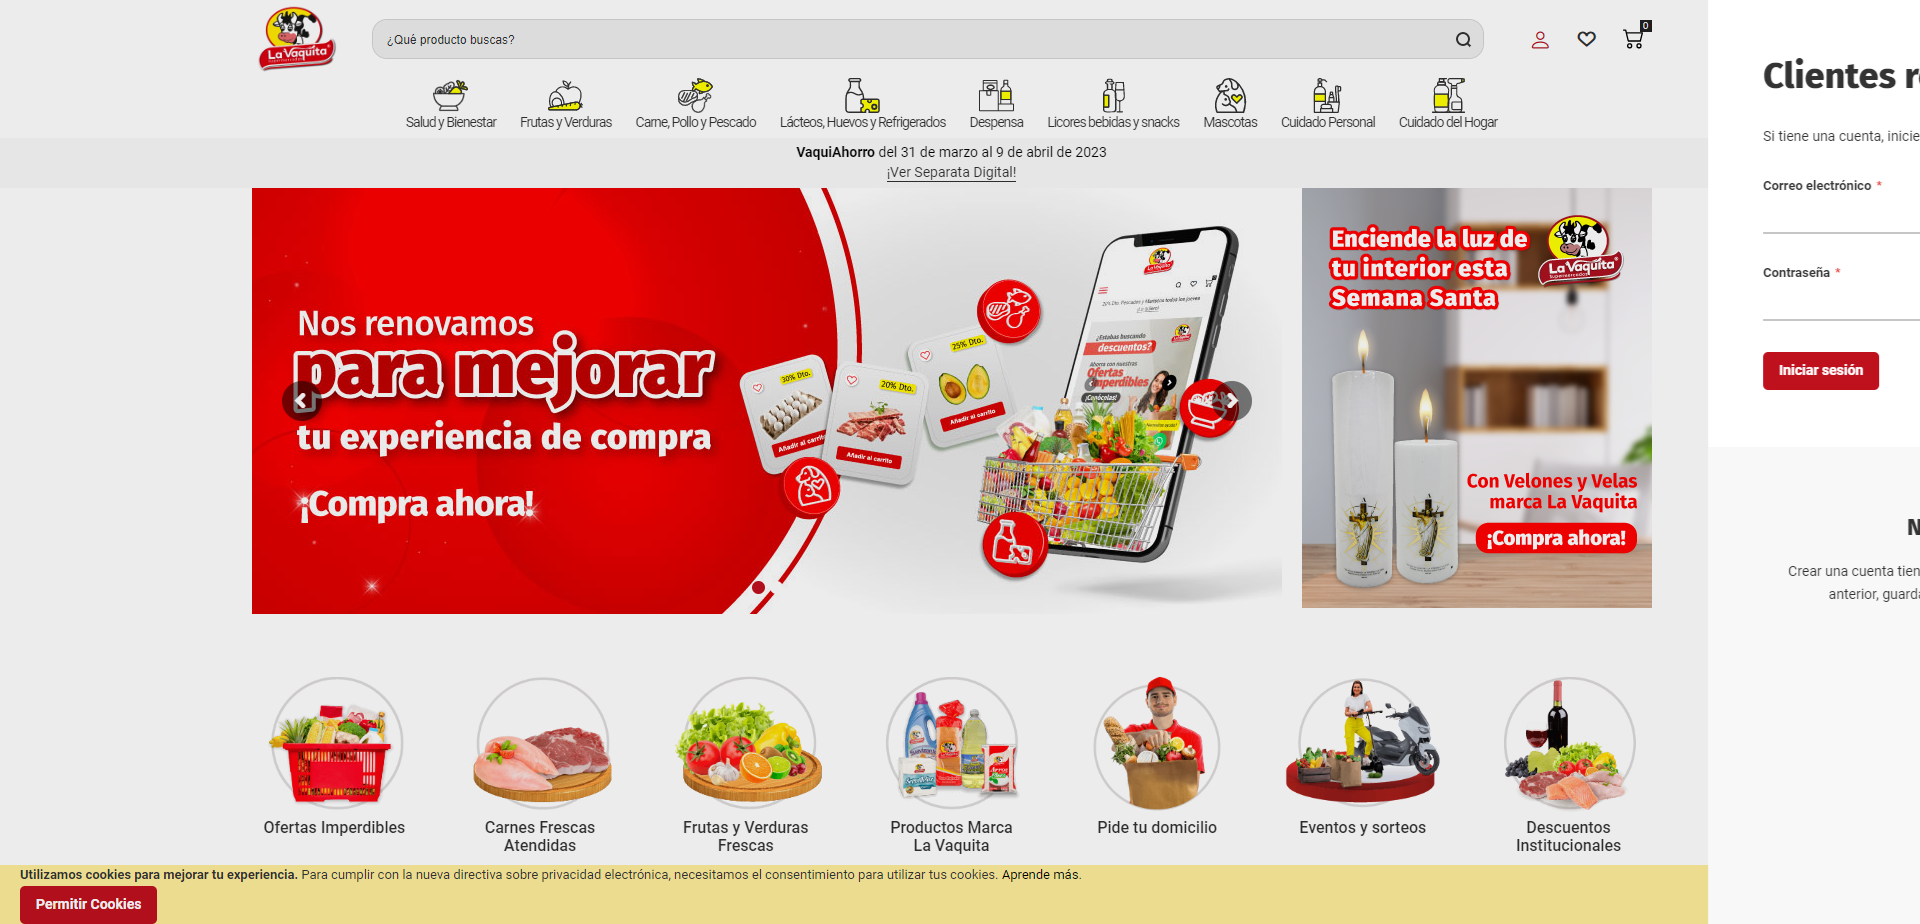 La Vaquita
Supermercados
¿Qué producto buscas?
0
Salud y Bienestar
Frutas y Verduras
Carne, Pollo y Pescado
Lácteos, Huevos y Refrigerados
Despensa
Licores bebidas y snacks
Mascotas
Cuidado Personal
Cuidado del Hogar
VaquiAhorro del 31 de marzo al 9 de abril de 2023
¡Ver Separata Digital!
Nos renovamos
para mejorar
tu experiencia de compra
¡Compra ahora!
30% Dto.
Añadir al carrito
20% Dto.
Añadir al carrito
25% Dto.
Añadir al carrito
¿Estabas buscando
descuentos?
Ahorra con nuestras
Ofertas
imperdibles
¡Conócelas!
Enciende la luz de
tu interior esta
Semana Santa
La Vaquita
Supermercados
Con Velones y Velas
marca La Vaquita
¡Compra ahora!
Ofertas Imperdibles
Carnes Frescas
Atendidas
Frutas y Verduras
Frescas
Productos Marca
La Vaquita
Pide tu domicilio
Eventos y sorteos
Descuentos
Institucionales
Utilizamos cookies para mejorar tu experiencia. Para cumplir con la nueva directiva sobre privacidad electrónica, necesitamos el consentimiento para utilizar tus cookies. Aprende más.
Permitir Cookies
Clientes r
Si tiene una cuenta, inicie
Correo electrónico *
Contraseña *
Iniciar sesión
N
Crear una cuenta tien
anterior, guarda